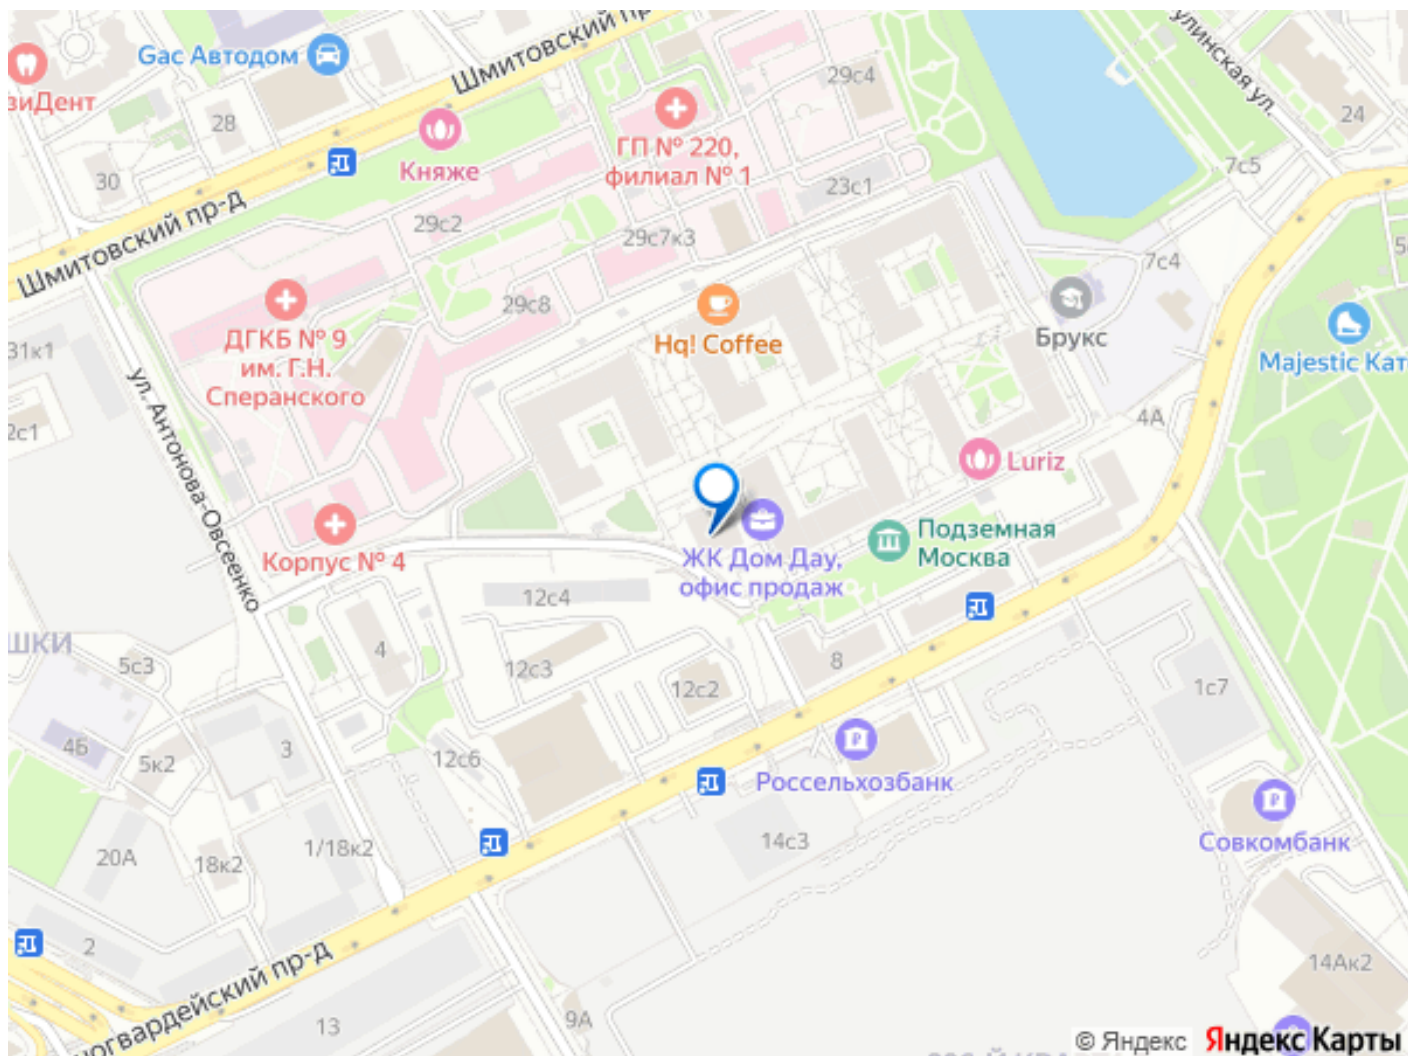 Gac Автодом
Шмитовский пр
улинская ул.
зиДент
28
29с4
24
ГП № 220,
филиал № 1
Княже
30
23с1
7с5
29с2
29с7к3
Шмитовский пр-д
7с4
5
29с8
ДГКБ № 9
им. Г.Н.
Сперанского
Hq! Coffee
Брукс
31к1
Majestic Кат
ул. Антонова-Овсеенко
2с1
4А
Luriz
Подземная
Москва
Корпус № 4
ЖК Дом Дау,
офис продаж
12с4
ШКИ
5с3
4
12с3
12с2
8
1с7
4Б
5к2
3
12с6
Россельхозбанк
14с3
Совкомбанк
20А
18к2
1/18к2
2
ногвардейский пр-д
14Ак2
13
9А
© Яндекс
Яндекс Карты